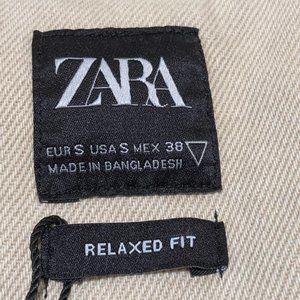 ZARA
EUR S USA S MEX 38
MADE IN BANGLADESH
RELAXED FIT